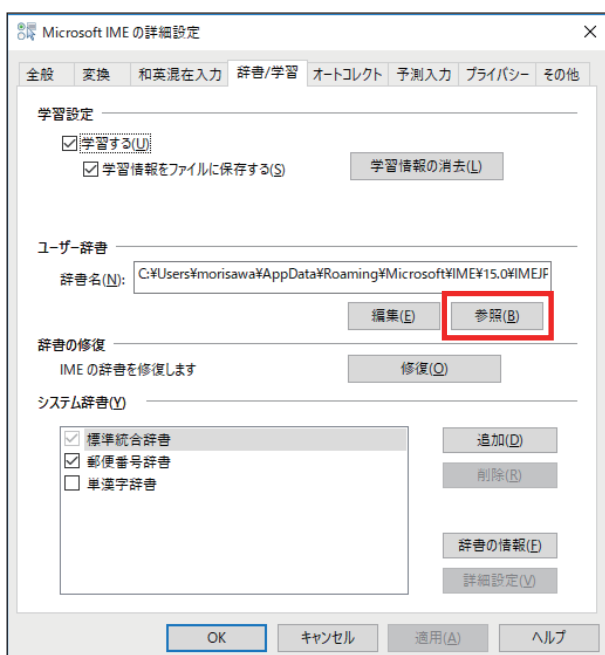 Microsoft IME の詳細設定
全般 変換 和英混在入力 辞書/学習 オートコレクト 予測入力 プライバシー その他
学習設定
学習する(U)
学習情報をファイルに保存する(S) 学習情報の消去(L)
ユーザー辞書
辞書名(N): C:¥Users¥morisawa¥AppData¥Roaming¥Microsoft¥IME¥15.0¥IMEJF
編集(E) 参照(B)
辞書の修復
IME の辞書を修復します 修復(O)
システム辞書(Y)
標準統合辞書 追加(D)
郵便番号辞書
単漢字辞書 削除(R)
辞書の情報(F)
詳細設定(V)
OK キャンセル 適用(A) ヘルプ